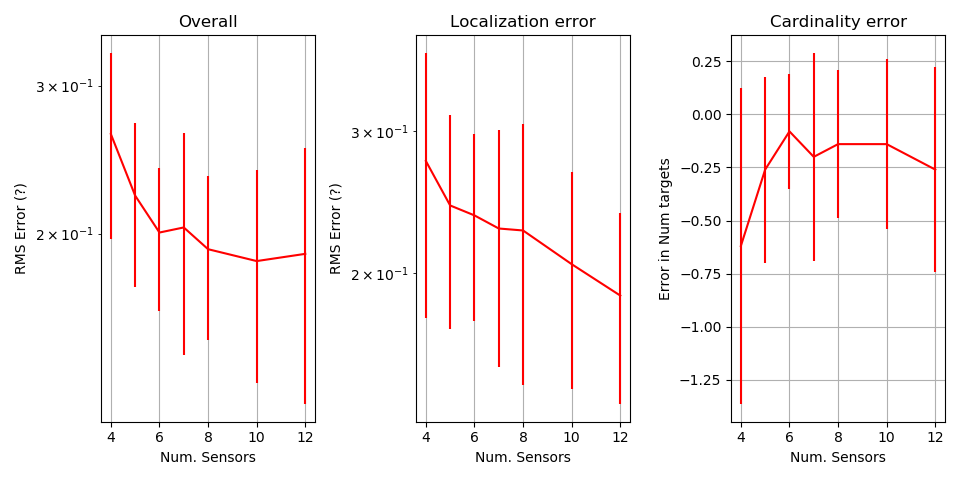 Overall
RMS Error (?)
3 × 10⁻¹
2 × 10⁻¹
4 6 8 10 12
Num. Sensors
Localization error
RMS Error (?)
3 × 10⁻¹
2 × 10⁻¹
4 6 8 10 12
Num. Sensors
Cardinality error
Error in Num targets
0.25
0.00
−0.25
−0.50
−0.75
−1.00
−1.25
4 6 8 10 12
Num. Sensors